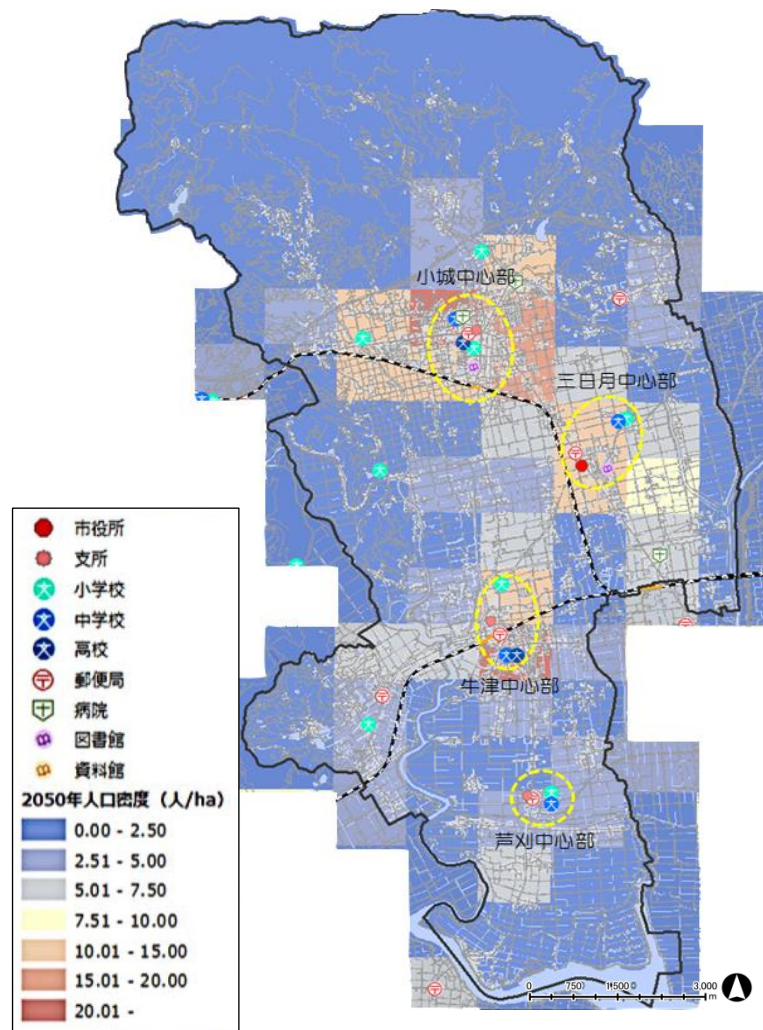 小城中心部
三日月中心部
牛津中心部
芦刈中心部
市役所
支所
小学校
中学校
高校
郵便局
病院
図書館
資料館
2050年人口密度（人/ha）
0.00 - 2.50
2.51 - 5.00
5.01 - 7.50
7.51 - 10.00
10.01 - 15.00
15.01 - 20.00
20.01 -
0 750 1,500 3,000
m